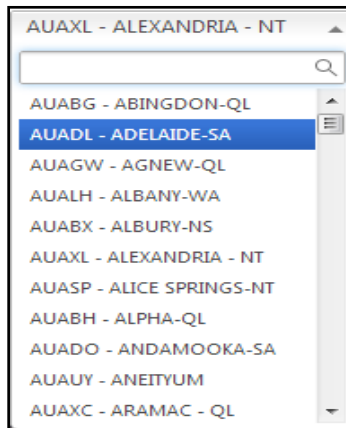 AUAXL - ALEXANDRIA - NT
AUABG - ABINGDON-QL
AUADL - ADELAIDE-SA
AUAGW - AGNEW-QL
AUALH - ALBANY-WA
AUABX - ALBURY-NS
AUAXL - ALEXANDRIA - NT
AUASP - ALICE SPRINGS-NT
AUABH - ALPHA-QL
AUADO - ANDAMOOKA-SA
AUAUY - ANEITYUM
AUAXC - ARAMAC - QL